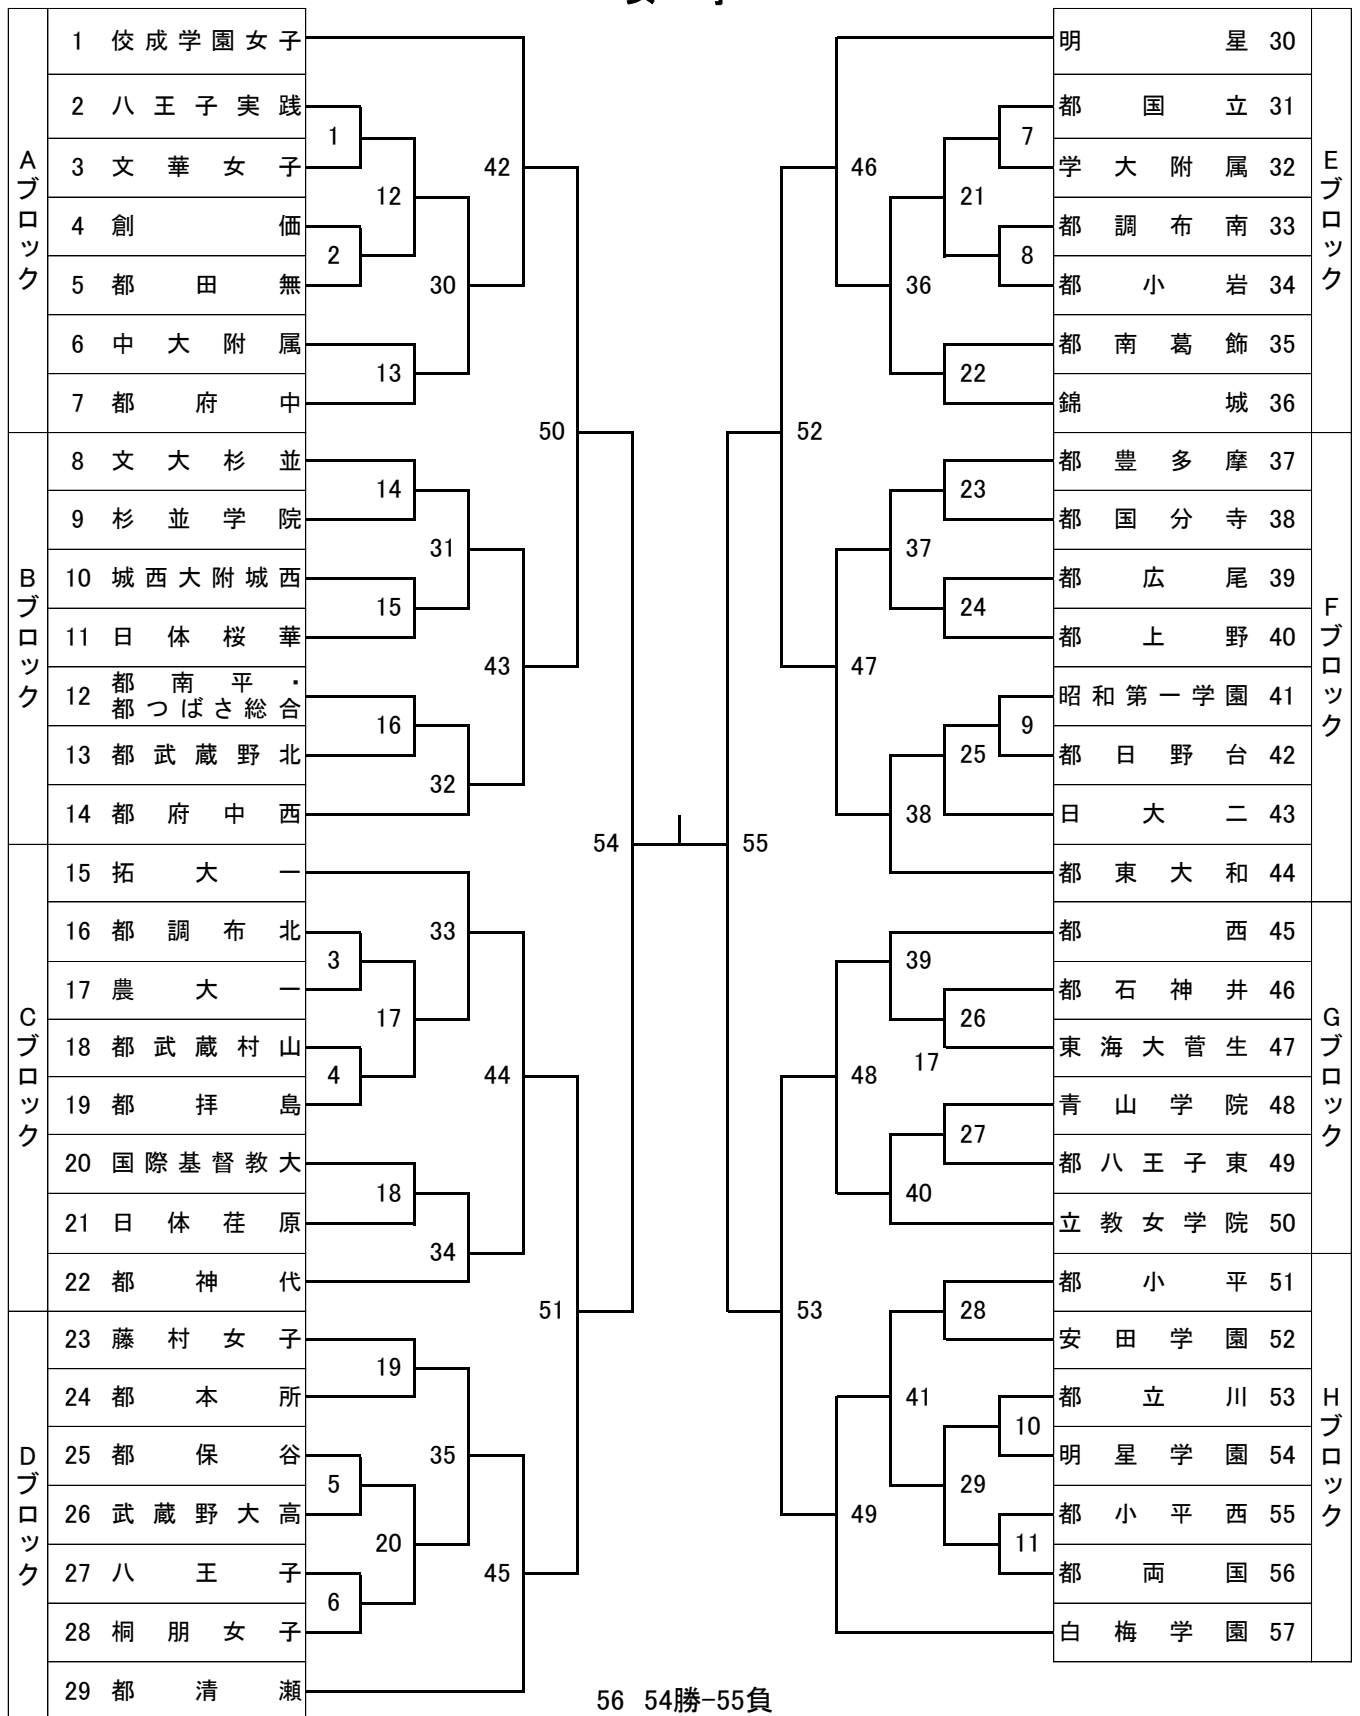 女 子
Aブロック
1 佼成学園女子
2 八王子実践
3 文華女子
4 創価
5 都田無
6 中大附属
7 都府中
Bブロック
8 文大杉並
9 杉並学院
10 城西大附城西
11 日体桜華
12 都南平・
都つばさ総合
13 都武蔵野北
14 都府中西
Cブロック
15 拓大一
16 都調布北
17 農大一
18 都武蔵村山
19 都拝島
20 国際基督教大
21 日体荏原
22 都神代
Dブロック
23 藤村女子
24 都本所
25 都保谷
26 武蔵野大高
27 八王子
28 桐朋女子
29 都清瀬
1
2
3
4
5
6
12
13
14
15
16
17
18
19
20
30
31
32
33
34
35
42
43
44
45
50
51
54
55
52
53
46
47
48
49
36
37
38
39
40
41
21
22
23
24
25
26
17
27
28
29
7
8
9
10
11
明星 30
都国立 31
学大附属 32
都調布南 33
都小岩 34
都南葛飾 35
錦城 36
Eブロック
都豊多摩 37
都国分寺 38
都広尾 39
都上野 40
昭和第一学園 41
都日野台 42
日大二 43
都東大和 44
Fブロック
都西 45
都石神井 46
東海大菅生 47
青山学院 48
都八王子東 49
立教女学院 50
Gブロック
都小平 51
安田学園 52
都立川 53
明星学園 54
都小平西 55
都両国 56
白梅学園 57
Hブロック
56 54勝-55負